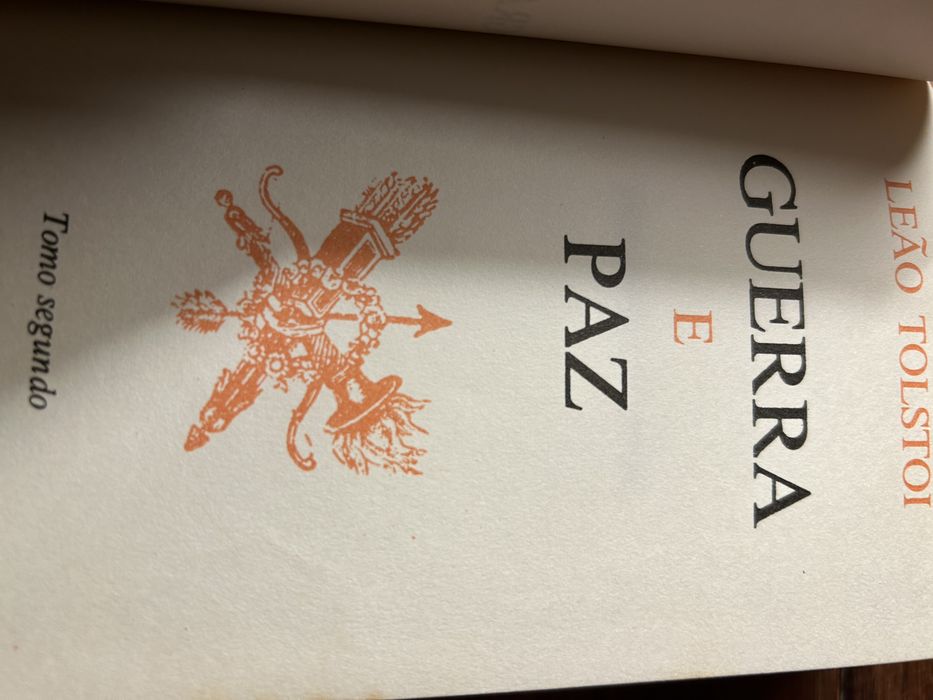 LEÃO TOLSTOI
GUERRA
E
PAZ
Tomo segundo